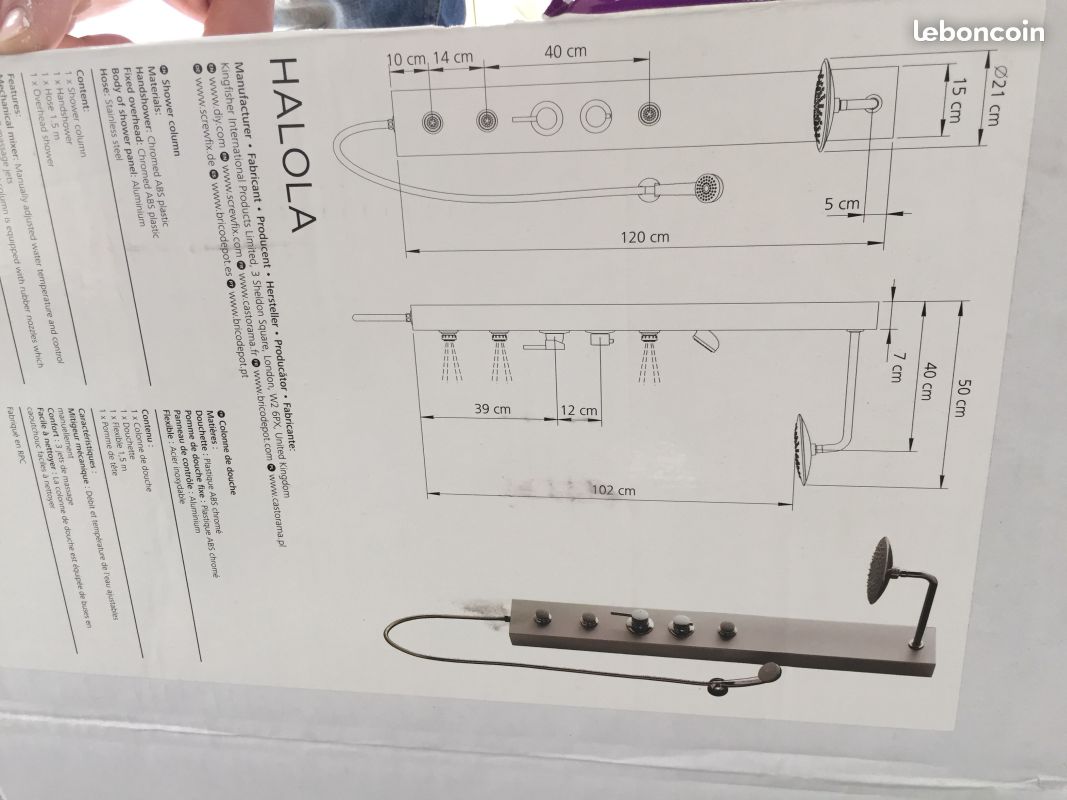 leboncoin
Ø21 cm
15 cm
5 cm
120 cm
40 cm
14 cm
10 cm
50 cm
40 cm
7 cm
102 cm
12 cm
39 cm
HALOLA
Manufacturer • Fabricant • Producent • Hersteller • Producător • Fabricante:
Kingfisher International Products Limited, 3 Sheldon Square, London, W2 6PX, United Kingdom
www.diy.com www.screwfix.com www.castorama.fr www.bricodepot.com www.castorama.pl
www.screwfix.de www.bricodepot.es www.bricodepot.pt
Shower column
Materials:
Handshower: Chromed ABS plastic
Fixed overhead: Chromed ABS plastic
Body of shower panel: Aluminium
Hose: Stainless steel
Content:
1 x Shower column
1 x Handshower
1 x Hose 1.5 m
1 x Overhead shower
Features:
Mechanical mixer: Manually adjusted water temperature and control
massage jets
column is equipped with rubber nozzles which
Colonne de douche
Matières :
Douchette : Plastique ABS chromé
Pomme de douche fixe : Plastique ABS chromé
Panneau de contrôle : Aluminium
Flexible : Acier inoxydable
Contenu :
1 x Colonne de douche
1 x Douchette
1 x Flexible 1,5 m
1 x Pomme de tête
Caractéristiques :
Mitigeur mécanique : Débit et température de l'eau ajustables
manuellement
Confort : 3 jets de massage
Facile à nettoyer : La colonne de douche est équipée de buses en
caoutchouc faciles à nettoyer
Fabriqué en RPC